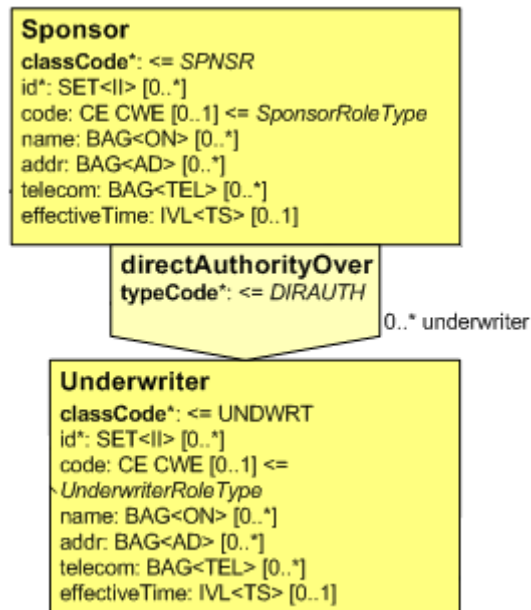 Sponsor
classCode*: <= SPNSR
id*: SET<II> [0..*]
code: CE CWE [0..1] <= SponsorRoleType
name: BAG<ON> [0..*]
addr: BAG<AD> [0..*]
telecom: BAG<TEL> [0..*]
effectiveTime: IVL<TS> [0..1]
directAuthorityOver
typeCode*: <= DIRAUTH
0..* underwriter
Underwriter
classCode*: <= UNDWRT
id*: SET<II> [0..*]
code: CE CWE [0..1] <=
UnderwriterRoleType
name: BAG<ON> [0..*]
addr: BAG<AD> [0..*]
telecom: BAG<TEL> [0..*]
effectiveTime: IVL<TS> [0..1]